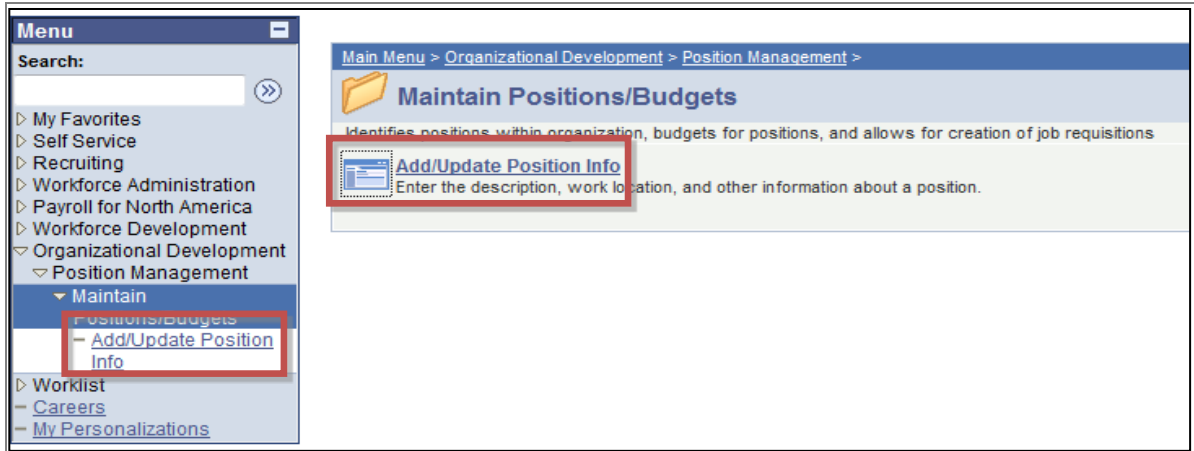 Menu
Search:
My Favorites
Self Service
Recruiting
Workforce Administration
Payroll for North America
Workforce Development
Organizational Development
Position Management
Maintain
Positions/Budgets
Add/Update Position
Info
Worklist
Careers
My Personalizations
Main Menu > Organizational Development > Position Management >
Maintain Positions/Budgets
Identifies positions within organization, budgets for positions, and allows for creation of job requisitions
Add/Update Position Info
Enter the description, work location, and other information about a position.